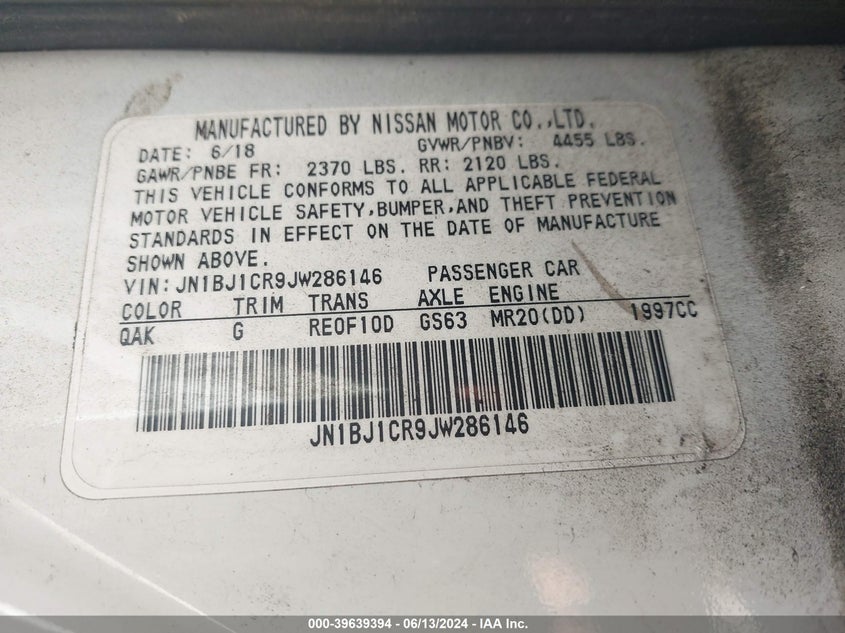 MANUFACTURED BY NISSAN MOTOR CO.,LTD.
DATE: 6/18 GVWR/PNBV: 4455 LBS.
GAWR/PNBE FR: 2370 LBS. RR: 2120 LBS.
THIS VEHICLE CONFORMS TO ALL APPLICABLE FEDERAL
MOTOR VEHICLE SAFETY,BUMPER,AND THEFT PREVENTION
STANDARDS IN EFFECT ON THE DATE OF MANUFACTURE
SHOWN ABOVE.
VIN:JN1BJ1CR9JW286146 PASSENGER CAR
COLOR TRIM TRANS AXLE ENGINE
QAK G RE0F10D GS63 MR20(DD) 1997CC
JN1BJ1CR9JW286146
000-39639394 - 06/13/2024 - IAA Inc.